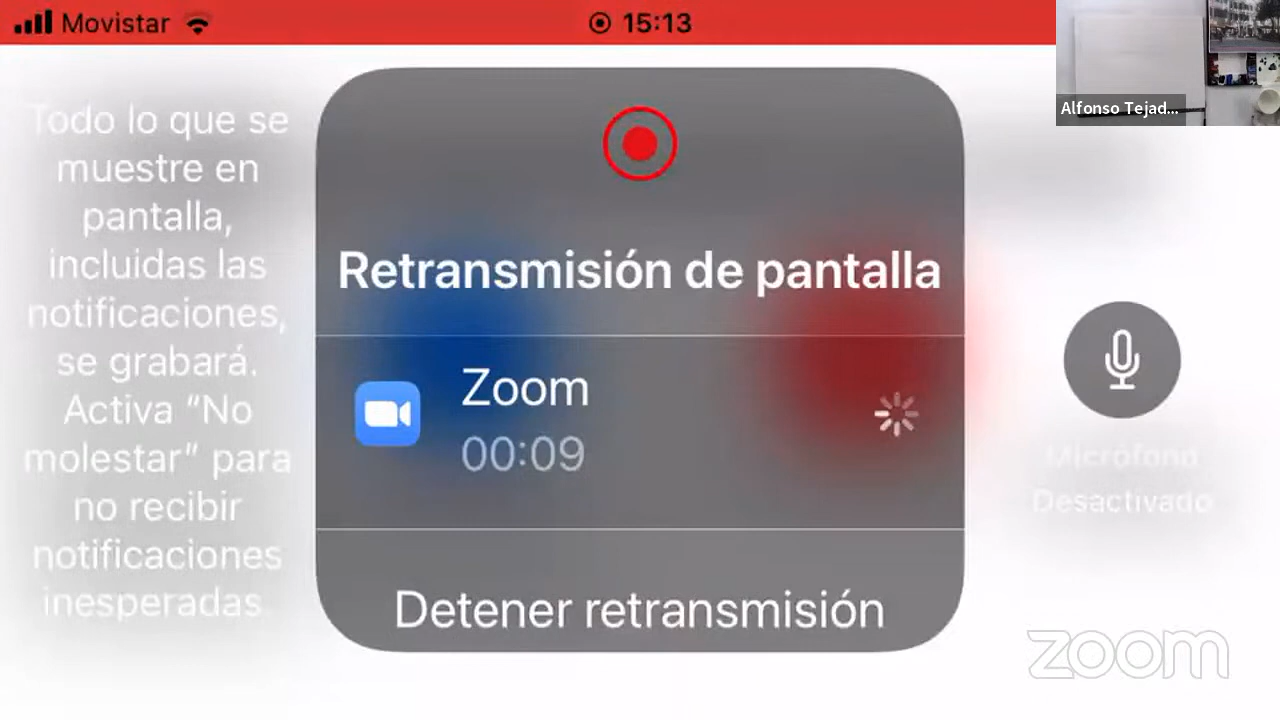 Movistar
15:13
Alfonso Tejad...
Todo lo que se
muestre en
pantalla,
incluidas las
notificaciones,
se grabará.
Activa “No
molestar” para
no recibir
notificaciones
inesperadas
Retransmisión de pantalla
Zoom
00:09
Detener retransmisión
Micrófono
Desactivado
zoom